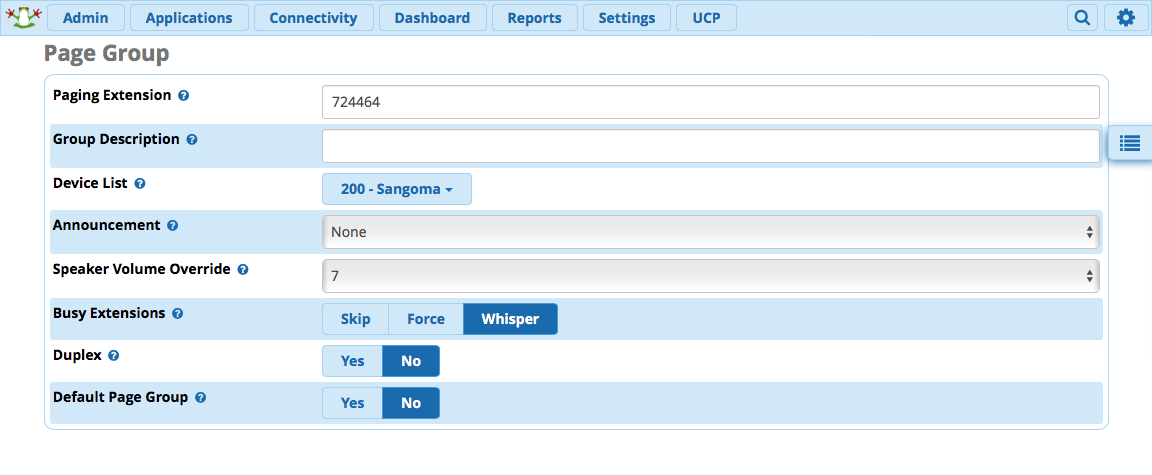 Admin Applications Connectivity Dashboard Reports Settings UCP
Page Group
Paging Extension 724464
Group Description
Device List 200 - Sangoma
Announcement None
Speaker Volume Override 7
Busy Extensions Skip Force Whisper
Duplex Yes No
Default Page Group Yes No